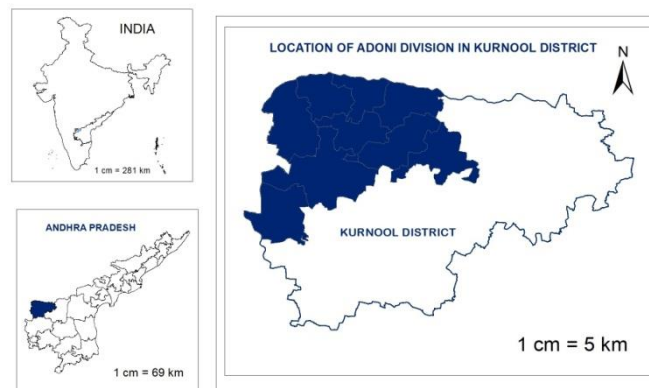 INDIA
1 cm = 281 km
ANDHRA PRADESH
1 cm = 69 km
LOCATION OF ADONI DIVISION IN KURNOOL DISTRICT
N
KURNOOL DISTRICT
1 cm = 5 km